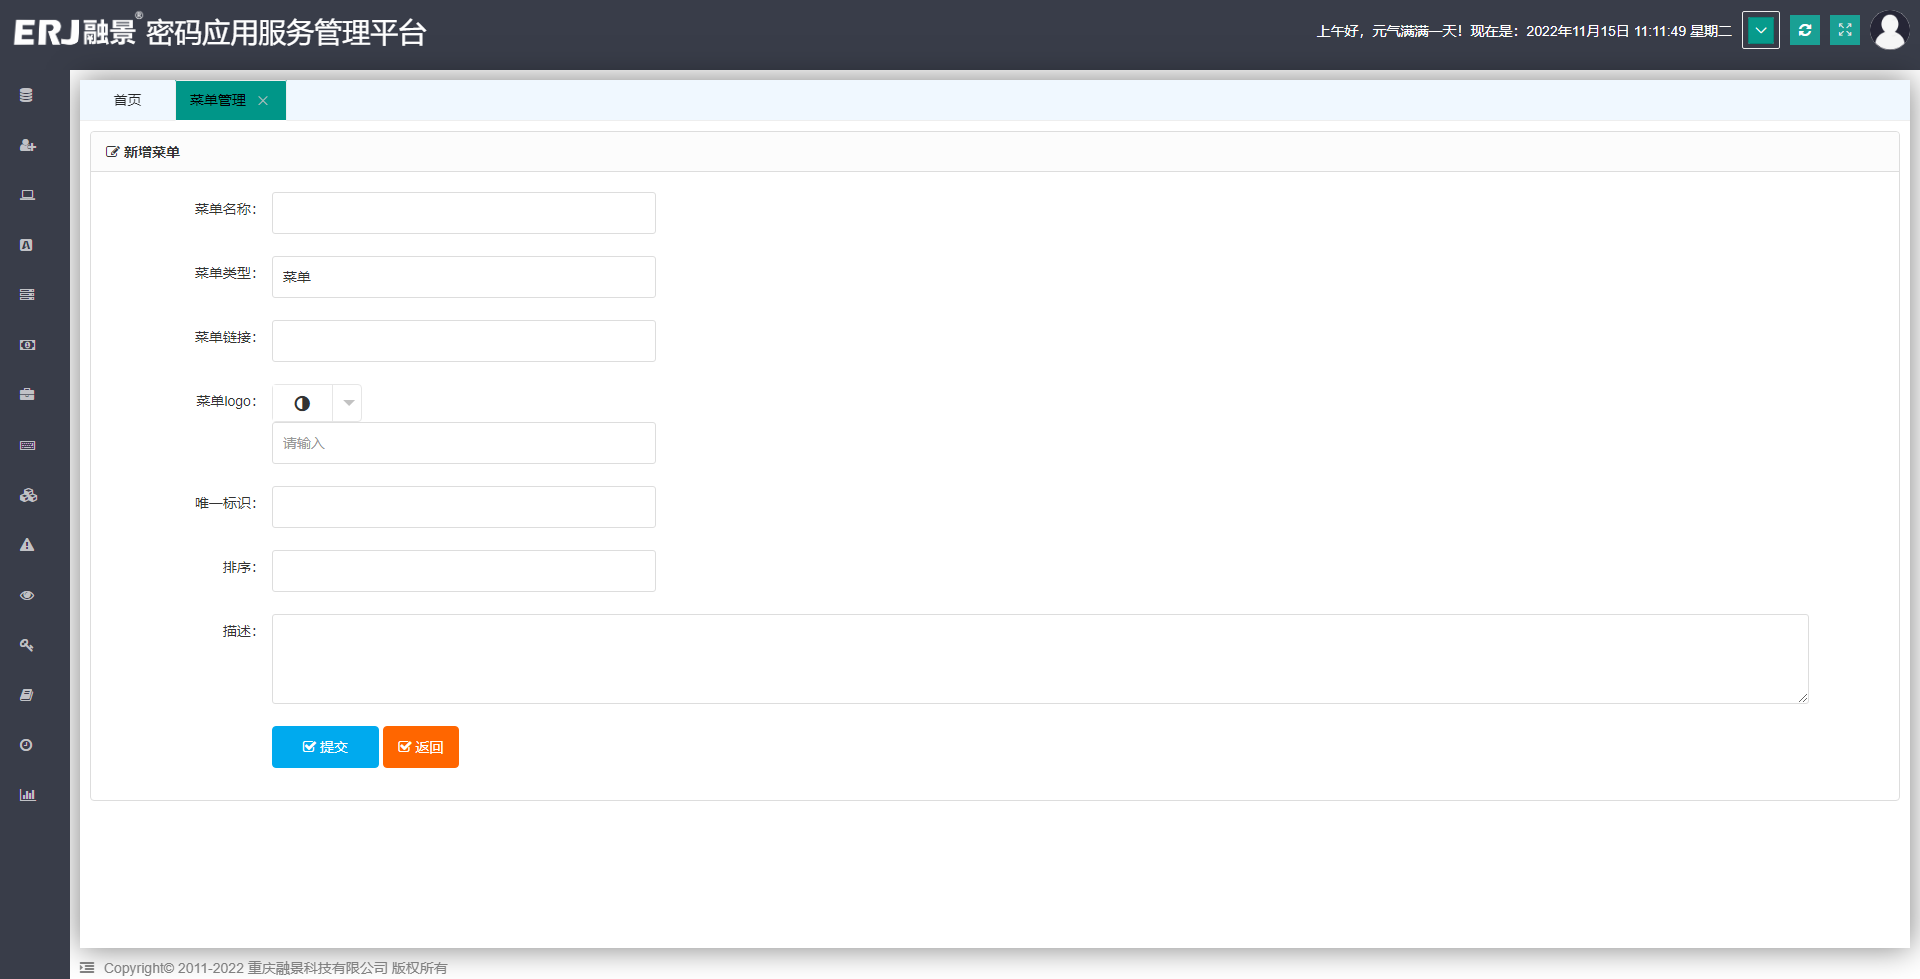 ERJ融景® 密码应用服务管理平台
上午好，元气满满一天！现在是：2022年11月15日 11:11:49 星期二
首页
菜单管理
新增菜单
菜单名称：
菜单类型：
菜单
菜单链接：
菜单logo：
请输入
唯一标识：
排序：
描述：
提交
返回
Copyright© 2011-2022 重庆融景科技有限公司 版权所有